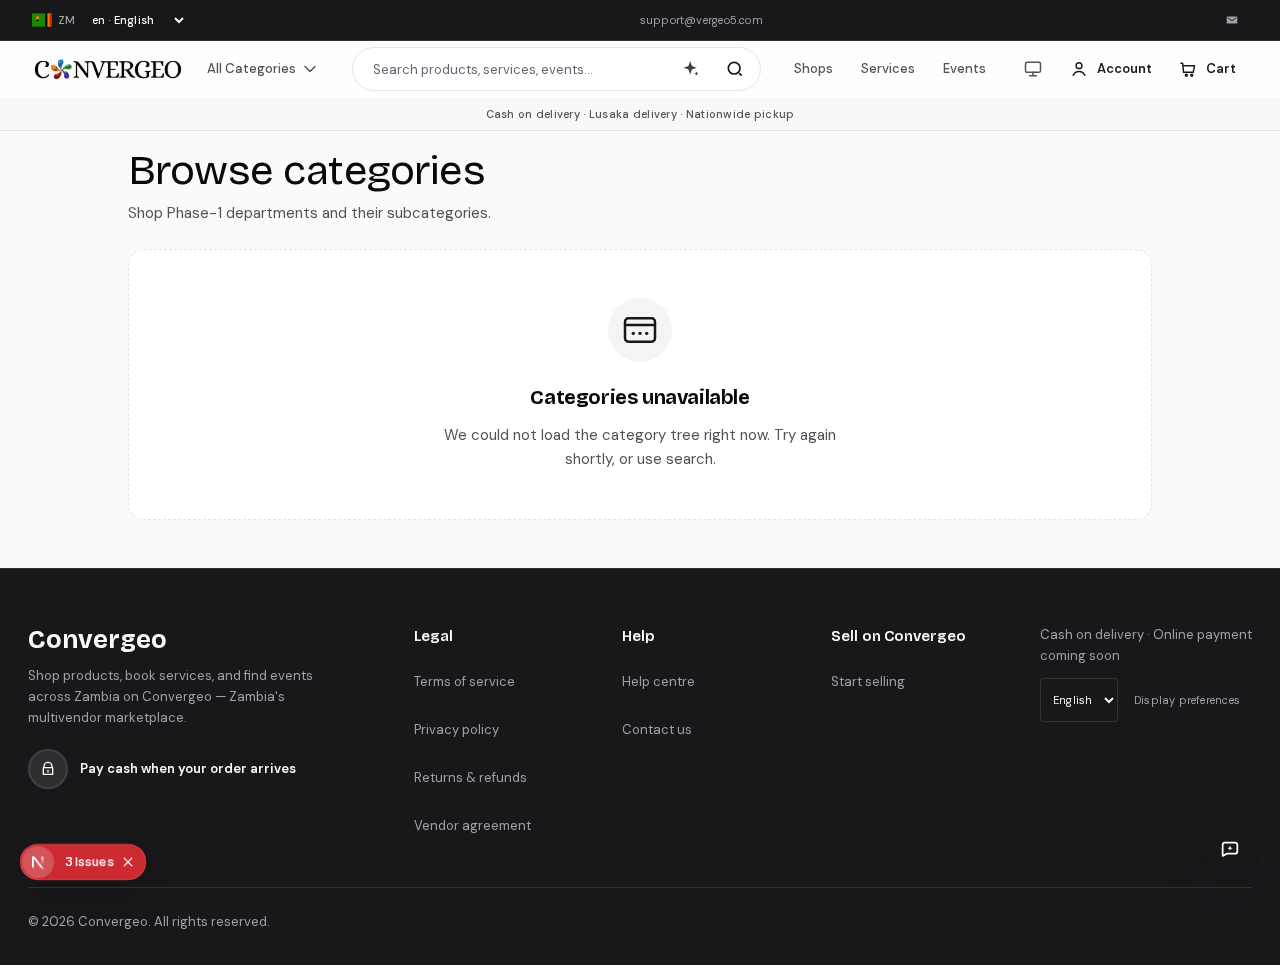 ZM
en · English
support@vergeo5.com
CONVERGEO
All Categories
Search products, services, events...
Shops
Services
Events
Account
Cart
Cash on delivery · Lusaka delivery · Nationwide pickup
Browse categories
Shop Phase-1 departments and their subcategories.
Categories unavailable
We could not load the category tree right now. Try again
shortly, or use search.
Convergeo
Shop products, book services, and find events
across Zambia on Convergeo — Zambia's
multivendor marketplace.
Pay cash when your order arrives
Legal
Terms of service
Privacy policy
Returns & refunds
Vendor agreement
Help
Help centre
Contact us
Sell on Convergeo
Start selling
Cash on delivery · Online payment
coming soon
English
Display preferences
N
3 Issues
© 2026 Convergeo. All rights reserved.